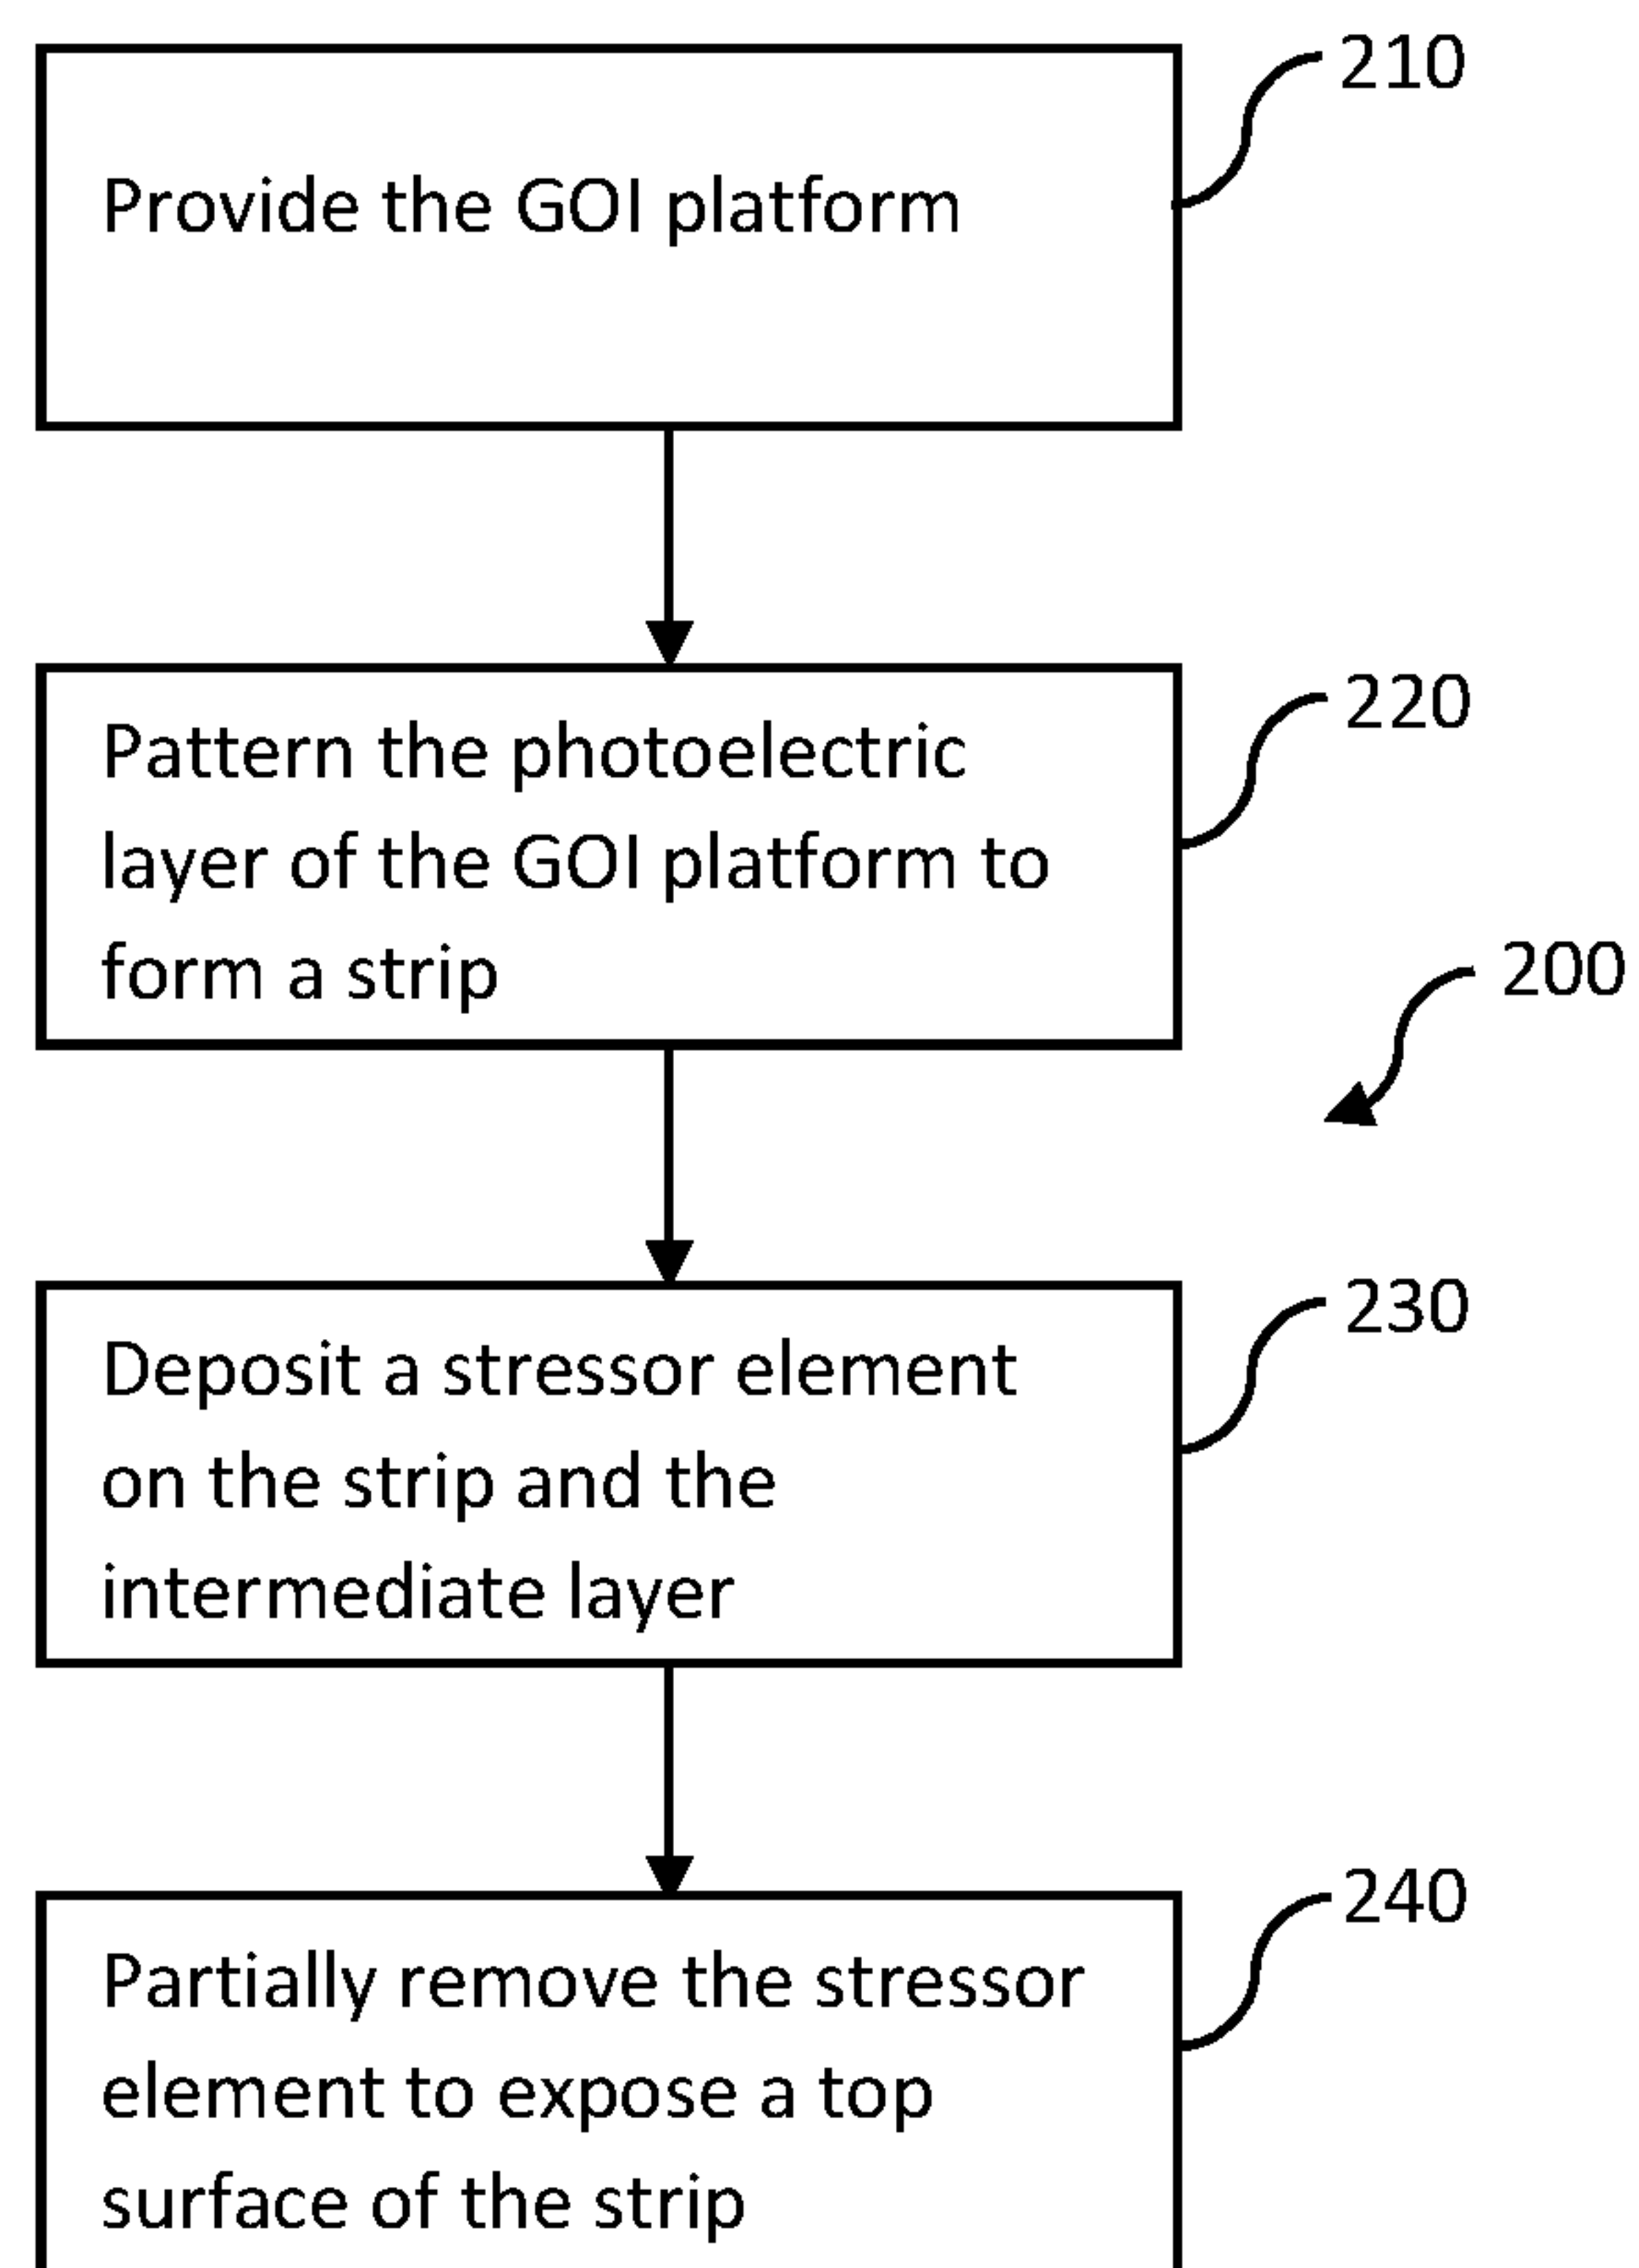 210
Provide the GOI platform
220
Pattern the photoelectric
layer of the GOI platform to
form a strip
200
230
Deposit a stressor element
on the strip and the
intermediate layer
240
Partially remove the stressor
element to expose a top
surface of the strip